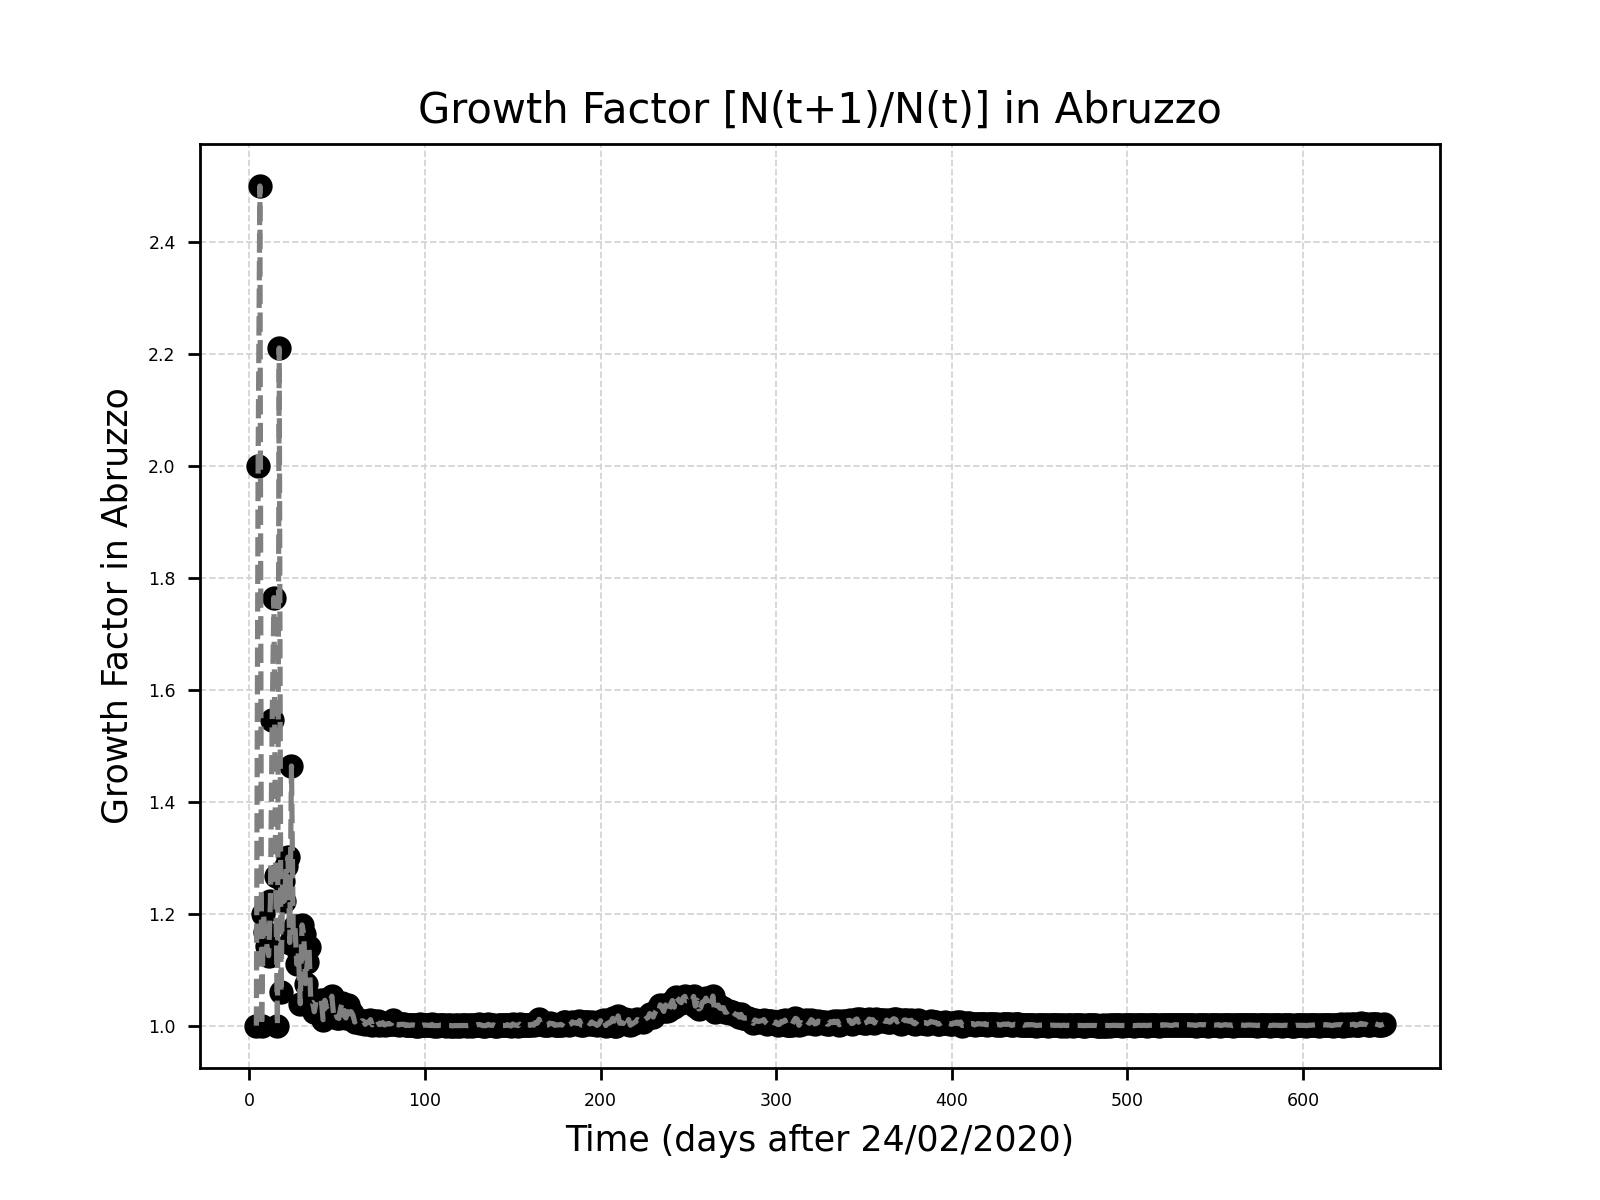 Growth Factor [N(t+1)/N(t)] in Abruzzo
Growth Factor in Abruzzo
2.4
2.2
2.0
1.8
1.6
1.4
1.2
1.0
0 100 200 300 400 500 600
Time (days after 24/02/2020)